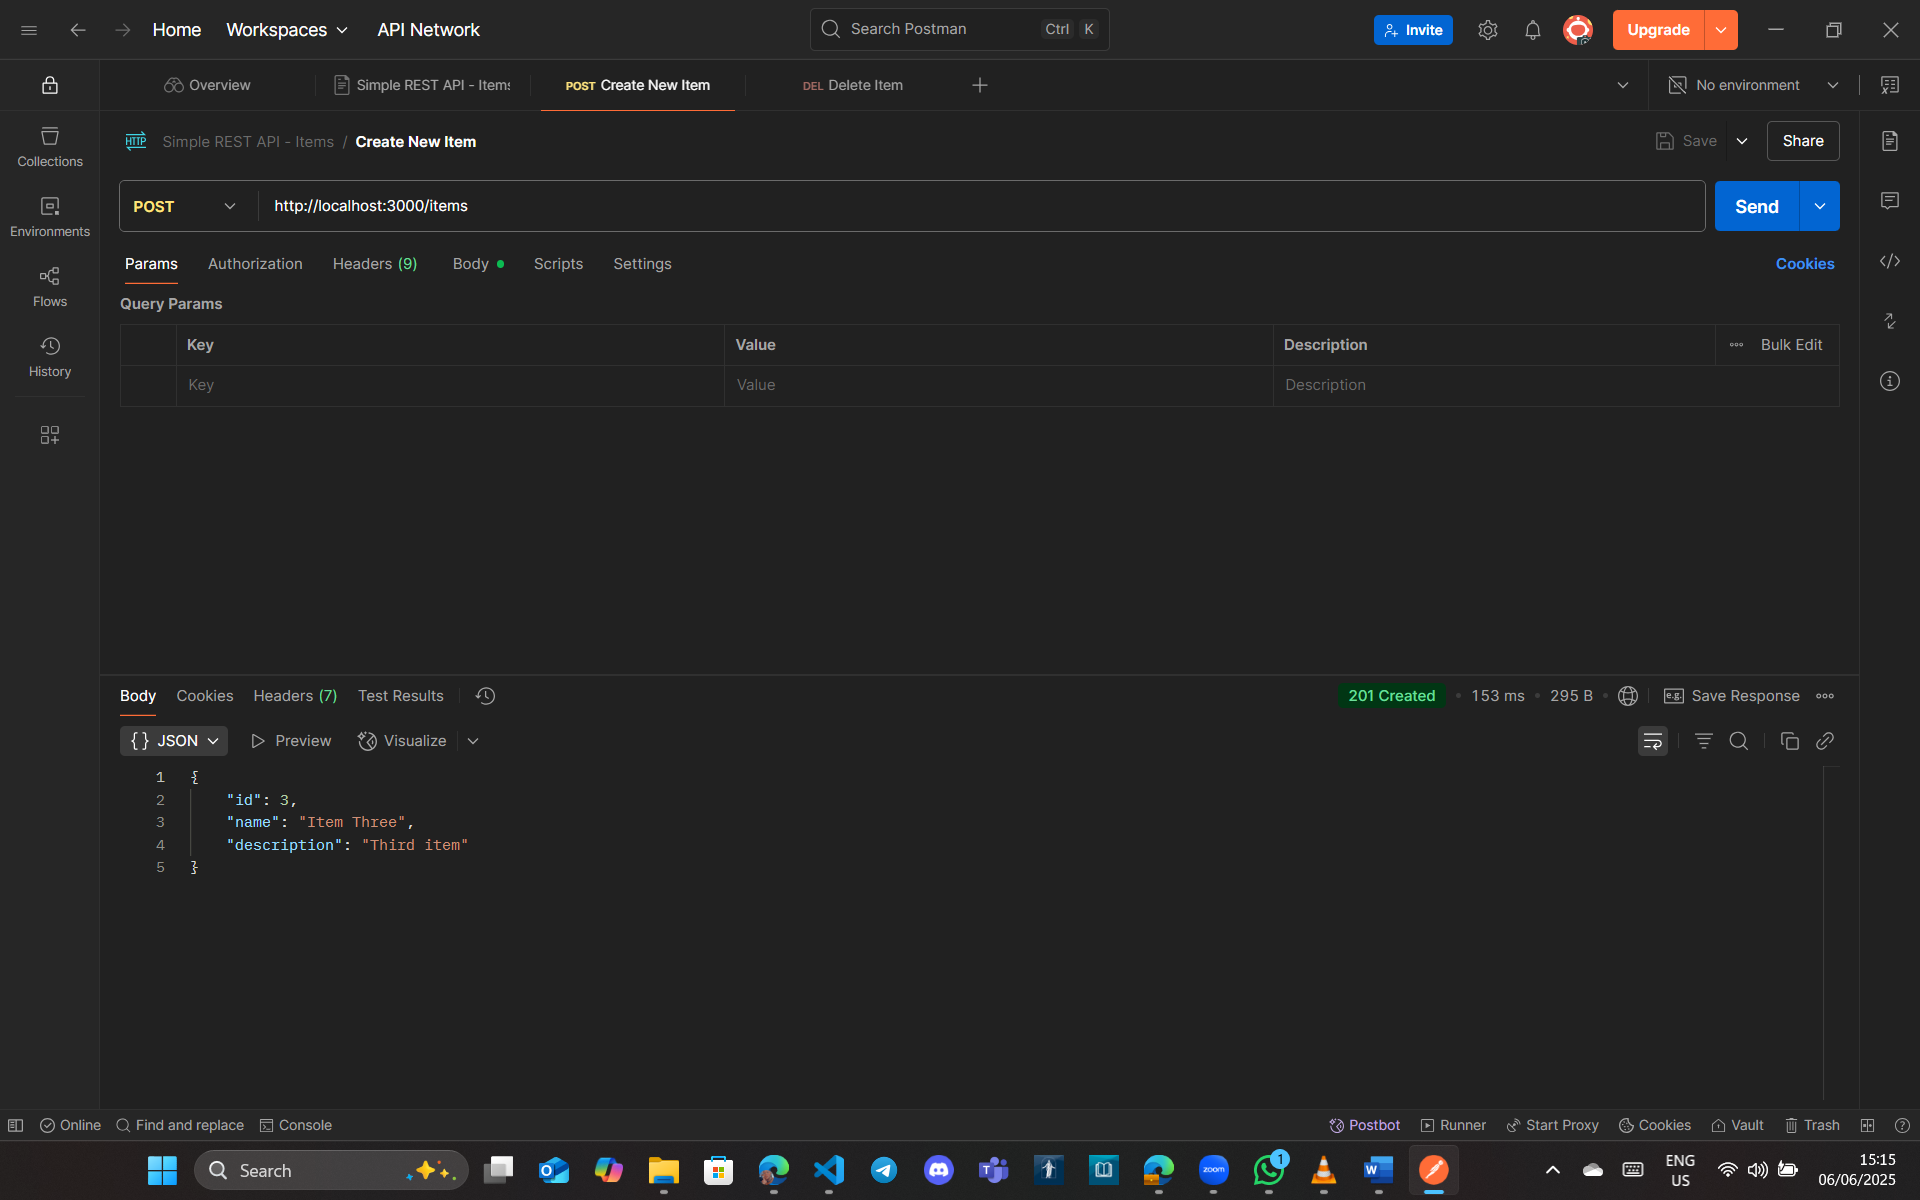 Home Workspaces API Network Search Postman Ctrl K Invite Upgrade
Overview Simple REST API - Items POST Create New Item DEL Delete Item No environment
HTTP Simple REST API - Items / Create New Item Save Share
POST http://localhost:3000/items Send
Params Authorization Headers (9) Body Scripts Settings Cookies
Query Params
Key Value Description Bulk Edit
Key Value Description
Collections
Environments
Flows
History
Body Cookies Headers (7) Test Results 201 Created 153 ms 295 B e.g. Save Response
{ } JSON Preview Visualize
1 {
2 "id": 3,
3 "name": "Item Three",
4 "description": "Third item"
5 }
Online Find and replace Console Postbot Runner Start Proxy Cookies Vault Trash
Search zoom 1 ENG US 15:15
06/06/2025